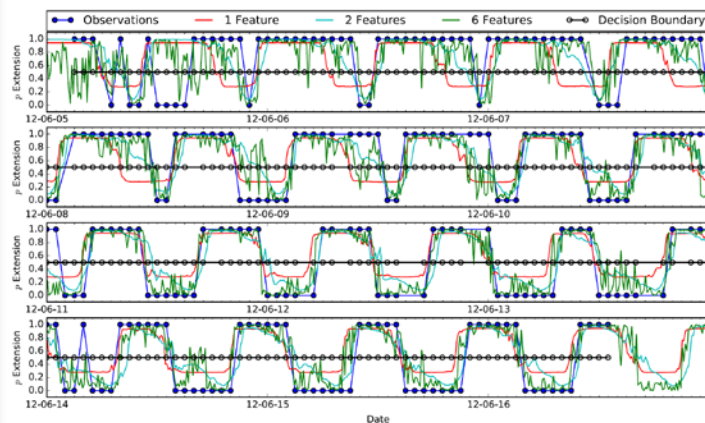 Observations 1 Feature 2 Features 6 Features Decision Boundary
p Extension
1.0
0.8
0.6
0.4
0.2
0.0
12-06-05 12-06-06 12-06-07
p Extension
1.0
0.8
0.6
0.4
0.2
0.0
12-06-08 12-06-09 12-06-10
p Extension
1.0
0.8
0.6
0.4
0.2
0.0
12-06-11 12-06-12 12-06-13
p Extension
1.0
0.8
0.6
0.4
0.2
0.0
12-06-14 12-06-15 12-06-16
Date